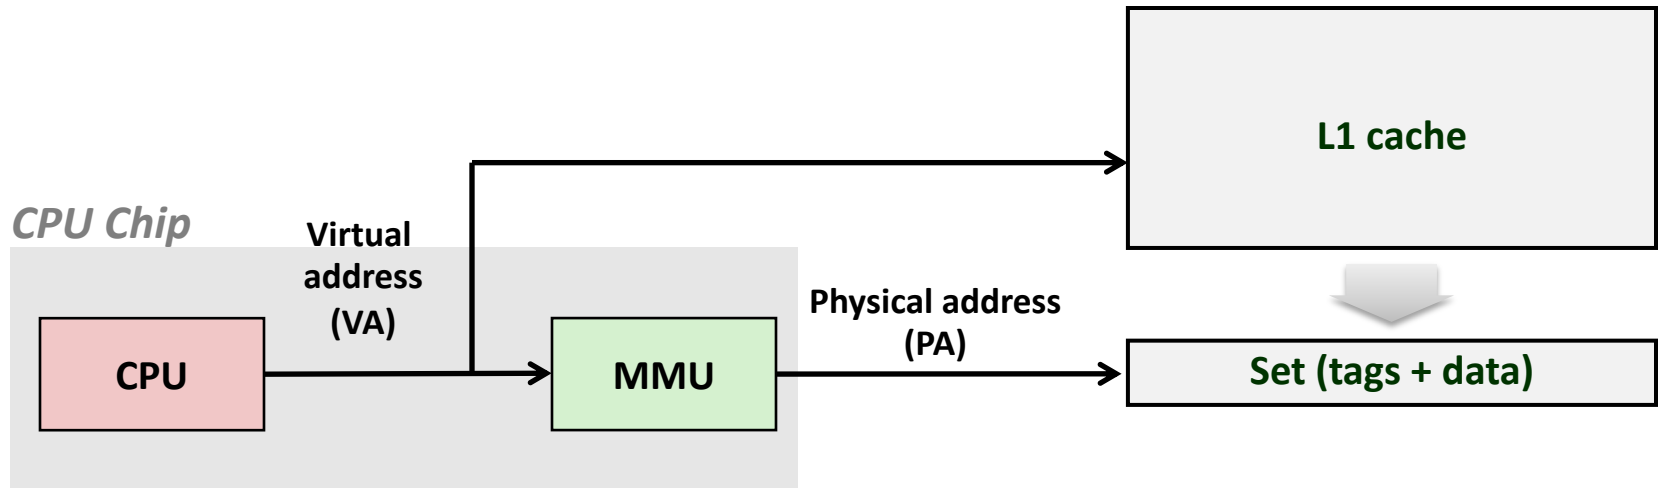 L1 cache
CPU Chip
Virtual
address
(VA)
Physical address
(PA)
CPU
MMU
Set (tags + data)